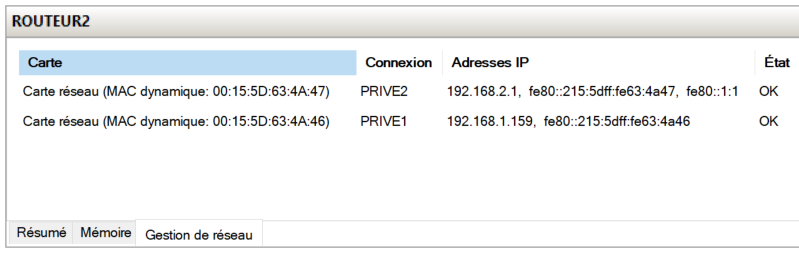 ROUTEUR2
Carte Connexion Adresses IP État
Carte réseau (MAC dynamique: 00:15:5D:63:4A:47) PRIVE2 192.168.2.1, fe80::215:5dff:fe63:4a47, fe80::1:1 OK
Carte réseau (MAC dynamique: 00:15:5D:63:4A:46) PRIVE1 192.168.1.159, fe80::215:5dff:fe63:4a46 OK
Résumé Mémoire Gestion de réseau